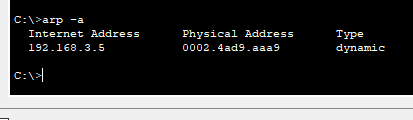 C:\>arp -a
Internet Address Physical Address Type
192.168.3.5 0002.4ad9.aaa9 dynamic
C:\>